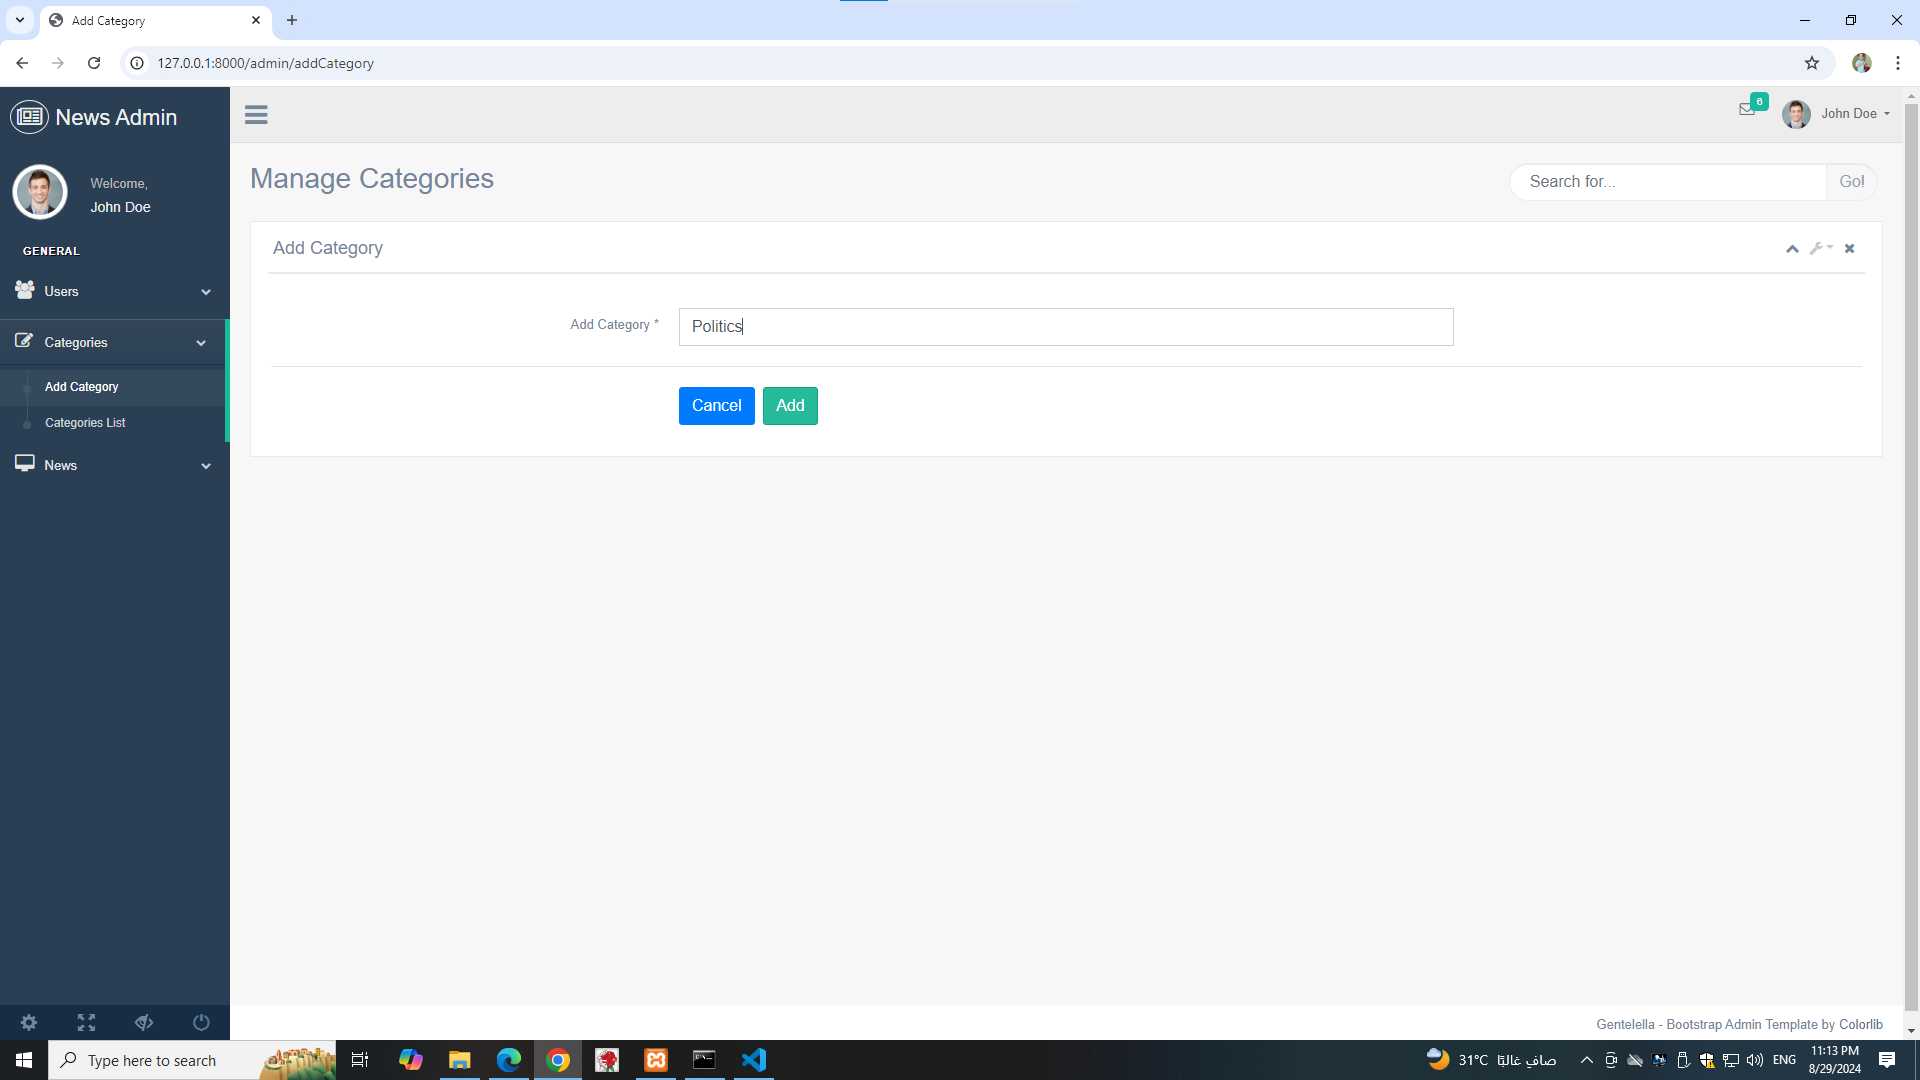 Add Category
127.0.0.1:8000/admin/addCategory
News Admin
6
John Doe
Welcome,
John Doe
Manage Categories
Search for...
Go!
GENERAL
Add Category
Users
Add Category *
Politics
Categories
Add Category
Cancel
Add
Categories List
News
Gentelella - Bootstrap Admin Template by Colorlib
Type here to search
31°C
صافٍ غالبًا
ENG
11:13 PM
8/29/2024